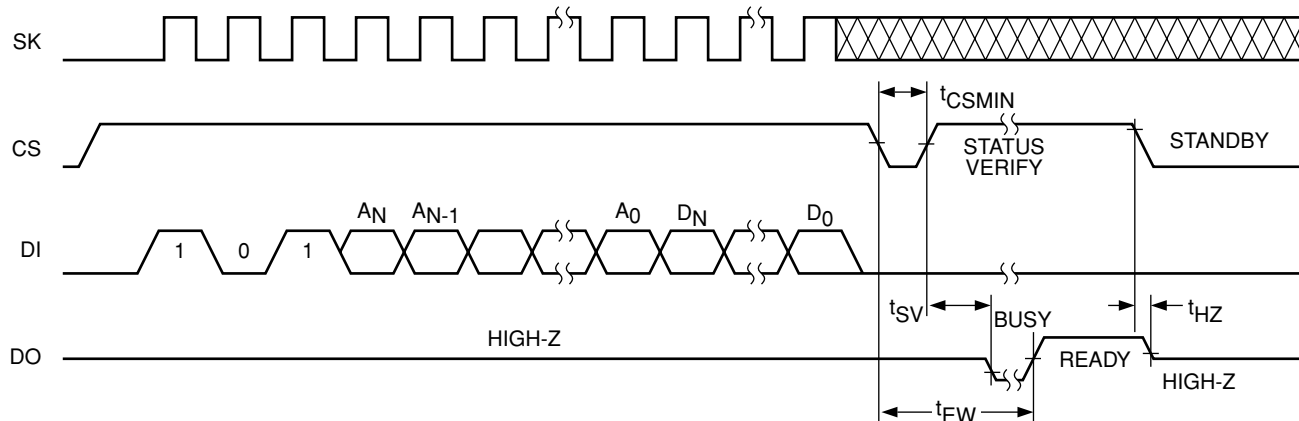 SK
tCSMIN
CS
STATUS
VERIFY
STANDBY
AN
AN-1
A0
DN
D0
DI
1
0
1
tSV
BUSY
tHZ
HIGH-Z
DO
READY
HIGH-Z
tEW